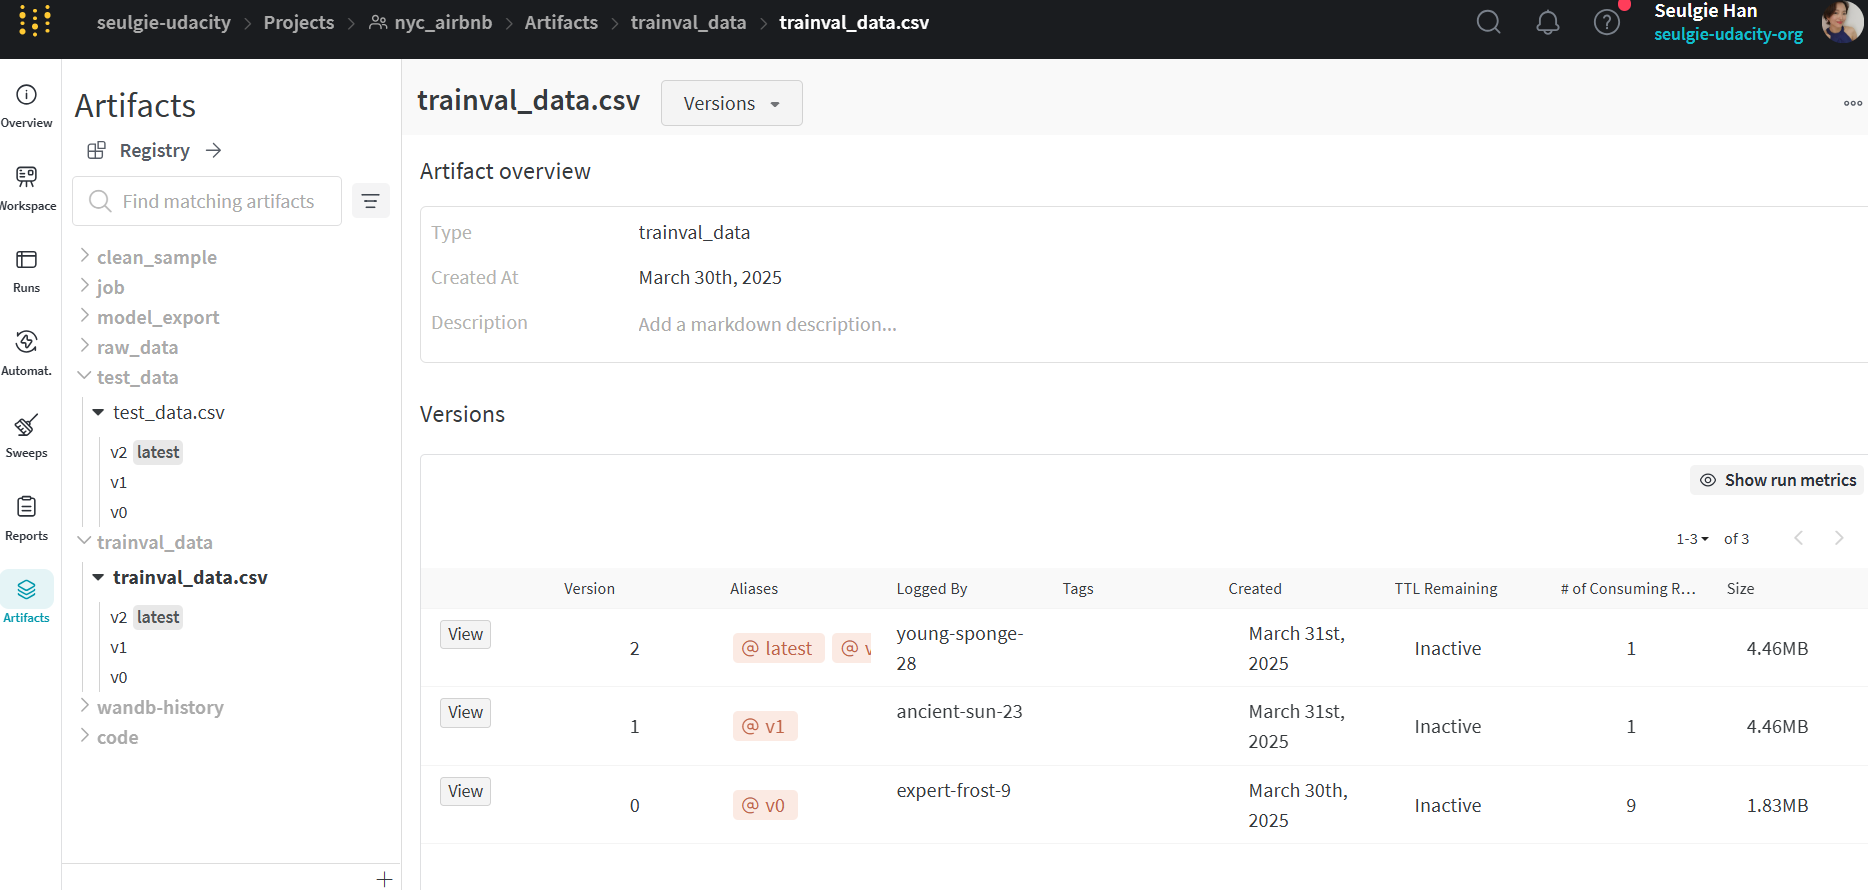 seulgie-udacity > Projects > nyc_airbnb > Artifacts > trainval_data > trainval_data.csv
Seulgie Han
seulgie-udacity-org
Overview
Workspace
Runs
Automat.
Sweeps
Reports
Artifacts
Artifacts
Registry →
Find matching artifacts
clean_sample
job
model_export
raw_data
test_data
test_data.csv
v2 latest
v1
v0
trainval_data
trainval_data.csv
v2 latest
v1
v0
wandb-history
code
trainval_data.csv Versions
Artifact overview
Type trainval_data
Created At March 30th, 2025
Description Add a markdown description...
Versions
Show run metrics
1-3 of 3
Version Aliases Logged By Tags Created TTL Remaining # of Consuming R... Size
View 2 @ latest @ v young-sponge-28 March 31st, 2025 Inactive 1 4.46MB
View 1 @ v1 ancient-sun-23 March 31st, 2025 Inactive 1 4.46MB
View 0 @ v0 expert-frost-9 March 30th, 2025 Inactive 9 1.83MB